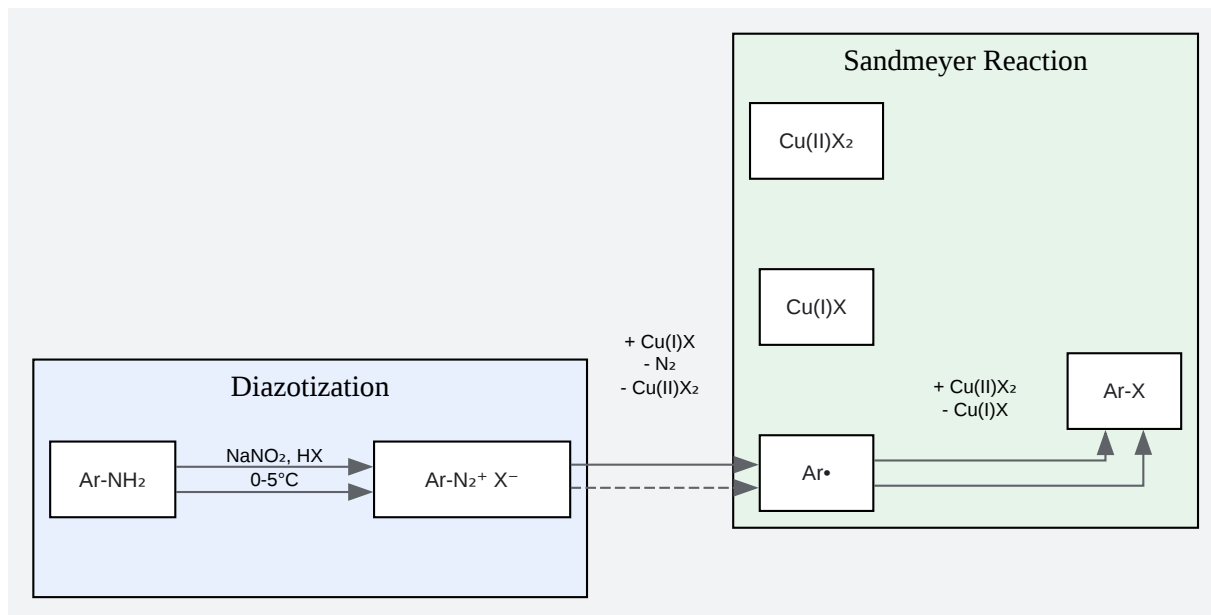 Sandmeyer Reaction
Cu(II)X₂
Cu(I)X
+ Cu(I)X
- N₂
- Cu(II)X₂
Diazotization
+ Cu(II)X₂
- Cu(I)X
Ar-X
Ar-NH₂
NaNO₂, HX
0-5°C
Ar-N₂⁺ X⁻
Ar•